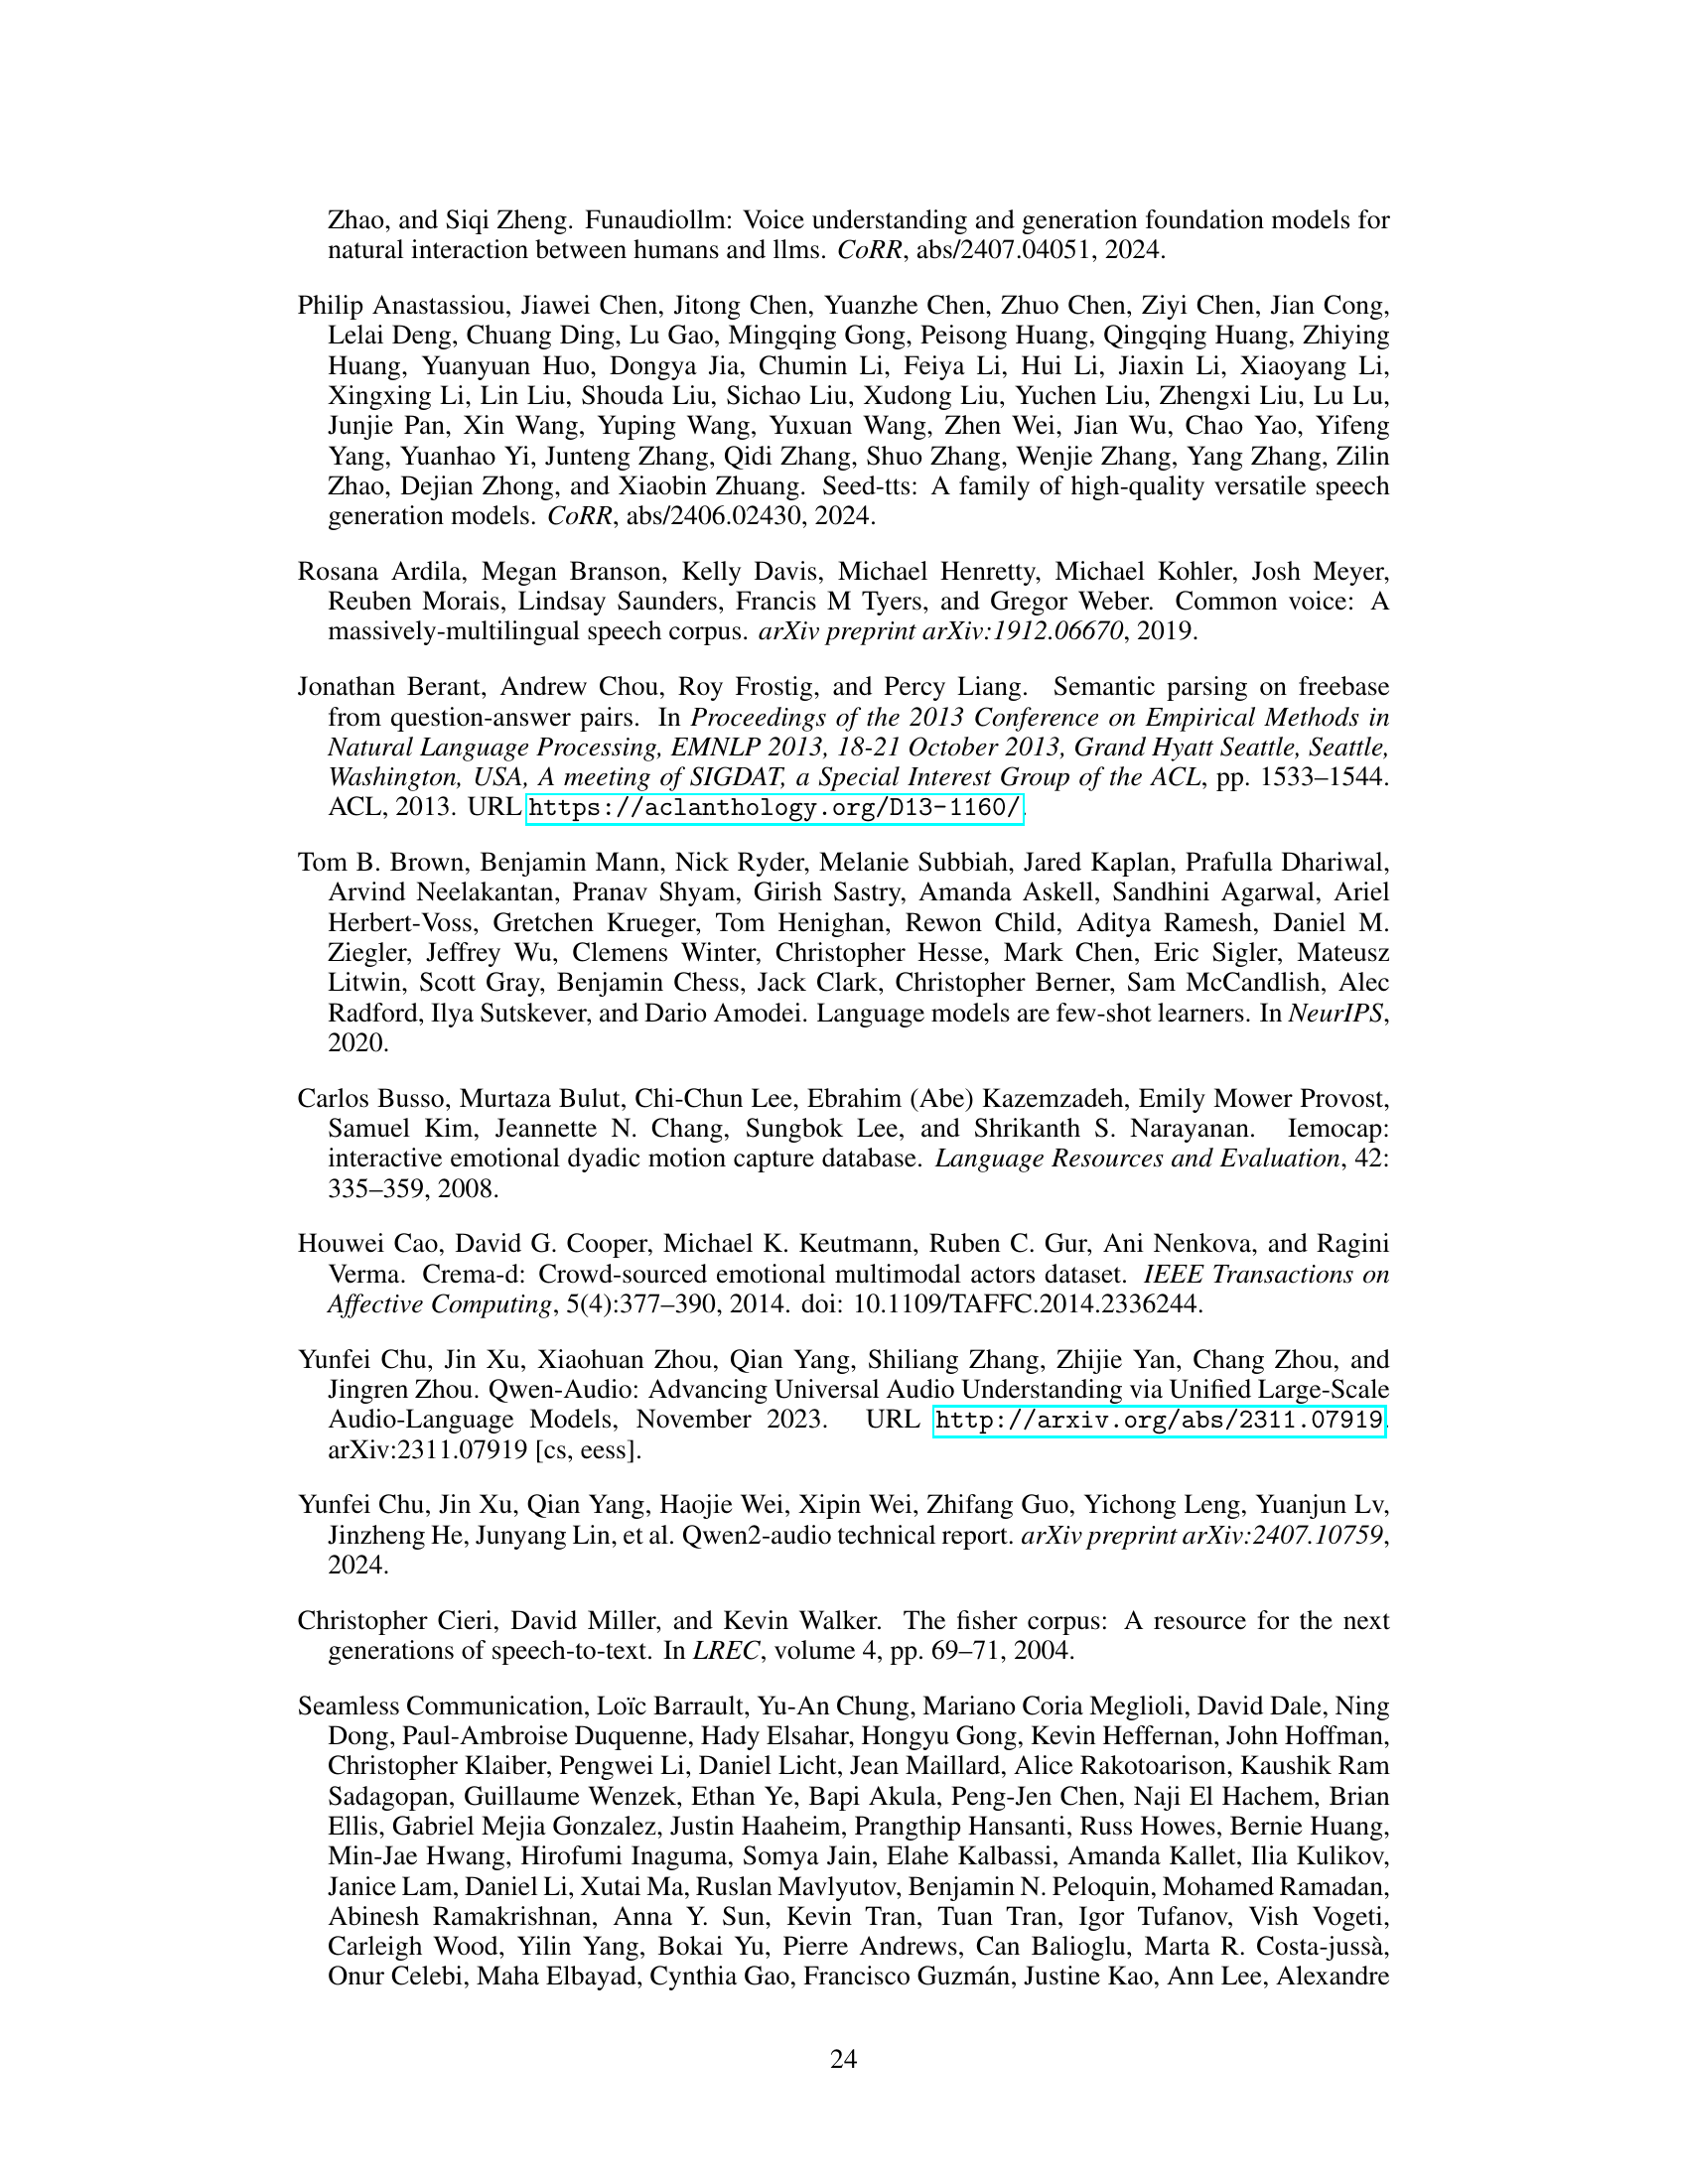 Zhao, and Siqi Zheng. Funaudiollm: Voice understanding and generation foundation models for
natural interaction between humans and llms. CoRR, abs/2407.04051, 2024.
Philip Anastassiou, Jiawei Chen, Jitong Chen, Yuanzhe Chen, Zhuo Chen, Ziyi Chen, Jian Cong,
Lelai Deng, Chuang Ding, Lu Gao, Mingqing Gong, Peisong Huang, Qingqing Huang, Zhiying
Huang, Yuanyuan Huo, Dongya Jia, Chumin Li, Feiya Li, Hui Li, Jiaxin Li, Xiaoyang Li,
Xingxing Li, Lin Liu, Shouda Liu, Sichao Liu, Xudong Liu, Yuchen Liu, Zhengxi Liu, Lu Lu,
Junjie Pan, Xin Wang, Yuping Wang, Yuxuan Wang, Zhen Wei, Jian Wu, Chao Yao, Yifeng
Yang, Yuanhao Yi, Junteng Zhang, Qidi Zhang, Shuo Zhang, Wenjie Zhang, Yang Zhang, Zilin
Zhao, Dejian Zhong, and Xiaobin Zhuang. Seed-tts: A family of high-quality versatile speech
generation models. CoRR, abs/2406.02430, 2024.
Rosana Ardila, Megan Branson, Kelly Davis, Michael Henretty, Michael Kohler, Josh Meyer,
Reuben Morais, Lindsay Saunders, Francis M Tyers, and Gregor Weber. Common voice: A
massively-multilingual speech corpus. arXiv preprint arXiv:1912.06670, 2019.
Jonathan Berant, Andrew Chou, Roy Frostig, and Percy Liang. Semantic parsing on freebase
from question-answer pairs. In Proceedings of the 2013 Conference on Empirical Methods in
Natural Language Processing, EMNLP 2013, 18-21 October 2013, Grand Hyatt Seattle, Seattle,
Washington, USA, A meeting of SIGDAT, a Special Interest Group of the ACL, pp. 1533–1544.
ACL, 2013. URL https://aclanthology.org/D13-1160/.
Tom B. Brown, Benjamin Mann, Nick Ryder, Melanie Subbiah, Jared Kaplan, Prafulla Dhariwal,
Arvind Neelakantan, Pranav Shyam, Girish Sastry, Amanda Askell, Sandhini Agarwal, Ariel
Herbert-Voss, Gretchen Krueger, Tom Henighan, Rewon Child, Aditya Ramesh, Daniel M.
Ziegler, Jeffrey Wu, Clemens Winter, Christopher Hesse, Mark Chen, Eric Sigler, Mateusz
Litwin, Scott Gray, Benjamin Chess, Jack Clark, Christopher Berner, Sam McCandlish, Alec
Radford, Ilya Sutskever, and Dario Amodei. Language models are few-shot learners. In NeurIPS,
2020.
Carlos Busso, Murtaza Bulut, Chi-Chun Lee, Ebrahim (Abe) Kazemzadeh, Emily Mower Provost,
Samuel Kim, Jeannette N. Chang, Sungbok Lee, and Shrikanth S. Narayanan. Iemocap:
interactive emotional dyadic motion capture database. Language Resources and Evaluation, 42:
335–359, 2008.
Houwei Cao, David G. Cooper, Michael K. Keutmann, Ruben C. Gur, Ani Nenkova, and Ragini
Verma. Crema-d: Crowd-sourced emotional multimodal actors dataset. IEEE Transactions on
Affective Computing, 5(4):377–390, 2014. doi: 10.1109/TAFFC.2014.2336244.
Yunfei Chu, Jin Xu, Xiaohuan Zhou, Qian Yang, Shiliang Zhang, Zhijie Yan, Chang Zhou, and
Jingren Zhou. Qwen-Audio: Advancing Universal Audio Understanding via Unified Large-Scale
Audio-Language Models, November 2023. URL http://arxiv.org/abs/2311.07919.
arXiv:2311.07919 [cs, eess].
Yunfei Chu, Jin Xu, Qian Yang, Haojie Wei, Xipin Wei, Zhifang Guo, Yichong Leng, Yuanjun Lv,
Jinzheng He, Junyang Lin, et al. Qwen2-audio technical report. arXiv preprint arXiv:2407.10759,
2024.
Christopher Cieri, David Miller, and Kevin Walker. The fisher corpus: A resource for the next
generations of speech-to-text. In LREC, volume 4, pp. 69–71, 2004.
Seamless Communication, Loïc Barrault, Yu-An Chung, Mariano Coria Meglioli, David Dale, Ning
Dong, Paul-Ambroise Duquenne, Hady Elsahar, Hongyu Gong, Kevin Heffernan, John Hoffman,
Christopher Klaiber, Pengwei Li, Daniel Licht, Jean Maillard, Alice Rakotoarison, Kaushik Ram
Sadagopan, Guillaume Wenzek, Ethan Ye, Bapi Akula, Peng-Jen Chen, Naji El Hachem, Brian
Ellis, Gabriel Mejia Gonzalez, Justin Haaheim, Prangthip Hansanti, Russ Howes, Bernie Huang,
Min-Jae Hwang, Hirofumi Inaguma, Somya Jain, Elahe Kalbassi, Amanda Kallet, Ilia Kulikov,
Janice Lam, Daniel Li, Xutai Ma, Ruslan Mavlyutov, Benjamin N. Peloquin, Mohamed Ramadan,
Abinesh Ramakrishnan, Anna Y. Sun, Kevin Tran, Tuan Tran, Igor Tufanov, Vish Vogeti,
Carleigh Wood, Yilin Yang, Bokai Yu, Pierre Andrews, Can Balioglu, Marta R. Costa-jussà,
Onur Celebi, Maha Elbayad, Cynthia Gao, Francisco Guzmán, Justine Kao, Ann Lee, Alexandre
24